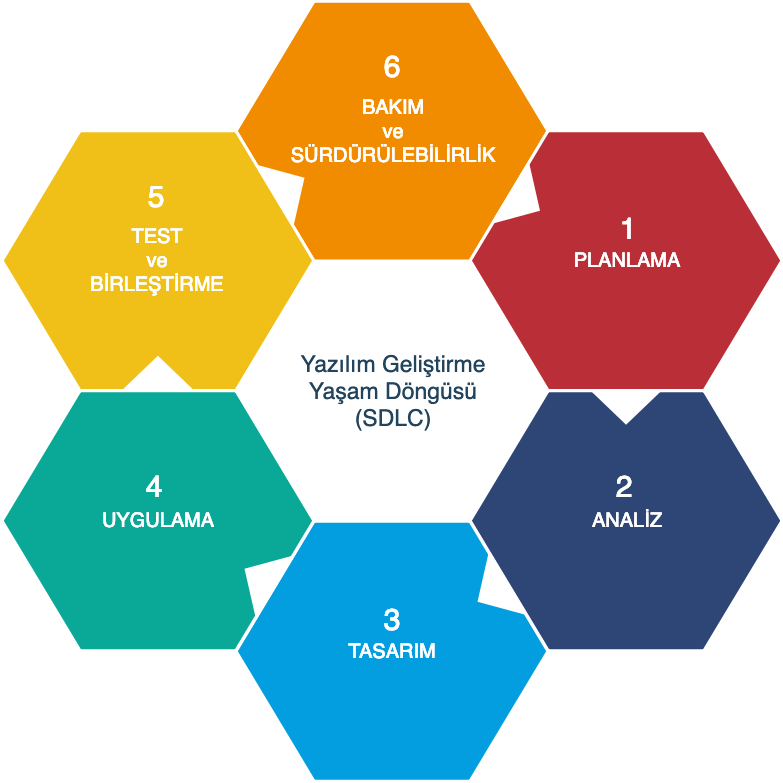 6
BAKIM
ve
SÜRDÜRÜLEBİLİRLİK
1
PLANLAMA
2
ANALİZ
3
TASARIM
4
UYGULAMA
5
TEST
ve
BİRLEŞTİRME
Yazılım Geliştirme
Yaşam Döngüsü
(SDLC)